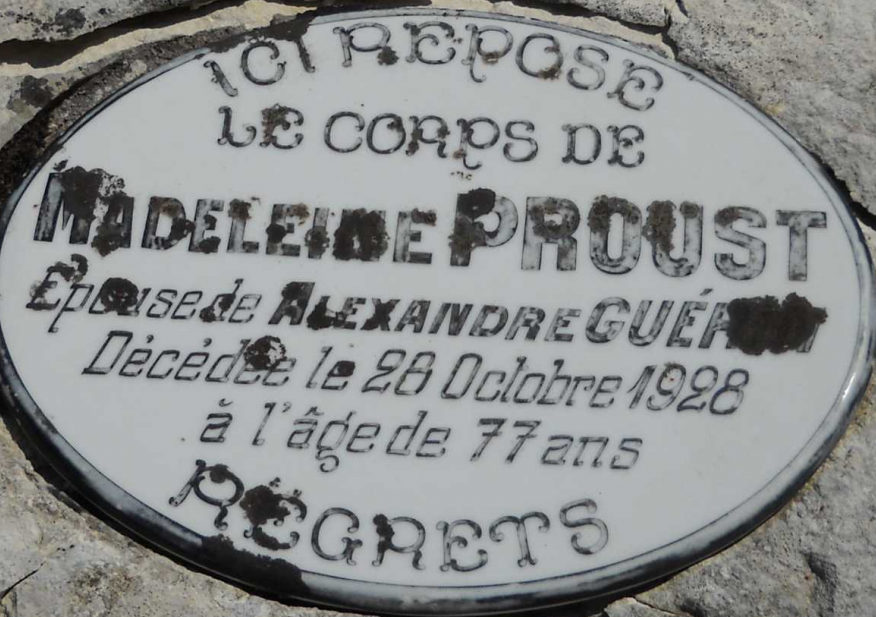 ICI REPOSE
LE CORPS DE
MADELEINE PROUST
Epouse de ALEXANDRE
Décédée le 28 Octobre 1928
à l'âge de 77 ans
REGRETS